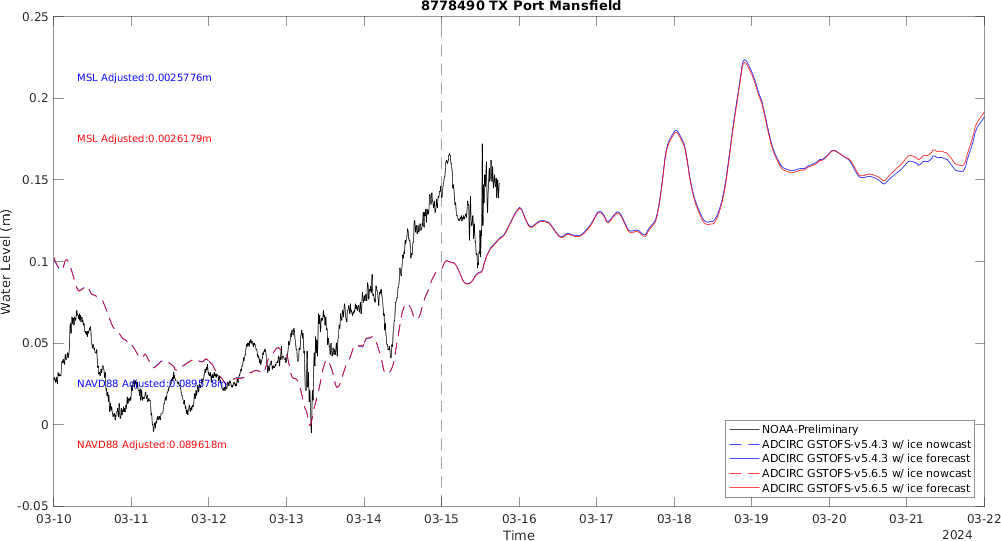 8778490 TX Port Mansfield
Water Level (m)
0.25
0.2
0.15
0.1
0.05
0
-0.05
MSL Adjusted:0.0025776m
MSL Adjusted:0.0026179m
NAVD88 Adjusted:0.089578m
NAVD88 Adjusted:0.089618m
NOAA-Preliminary
ADCIRC GSTOFS-v5.4.3 w/ ice nowcast
ADCIRC GSTOFS-v5.4.3 w/ ice forecast
ADCIRC GSTOFS-v5.6.5 w/ ice nowcast
ADCIRC GSTOFS-v5.6.5 w/ ice forecast
03-10 03-11 03-12 03-13 03-14 03-15 03-16 03-17 03-18 03-19 03-20 03-21 03-22
Time
2024